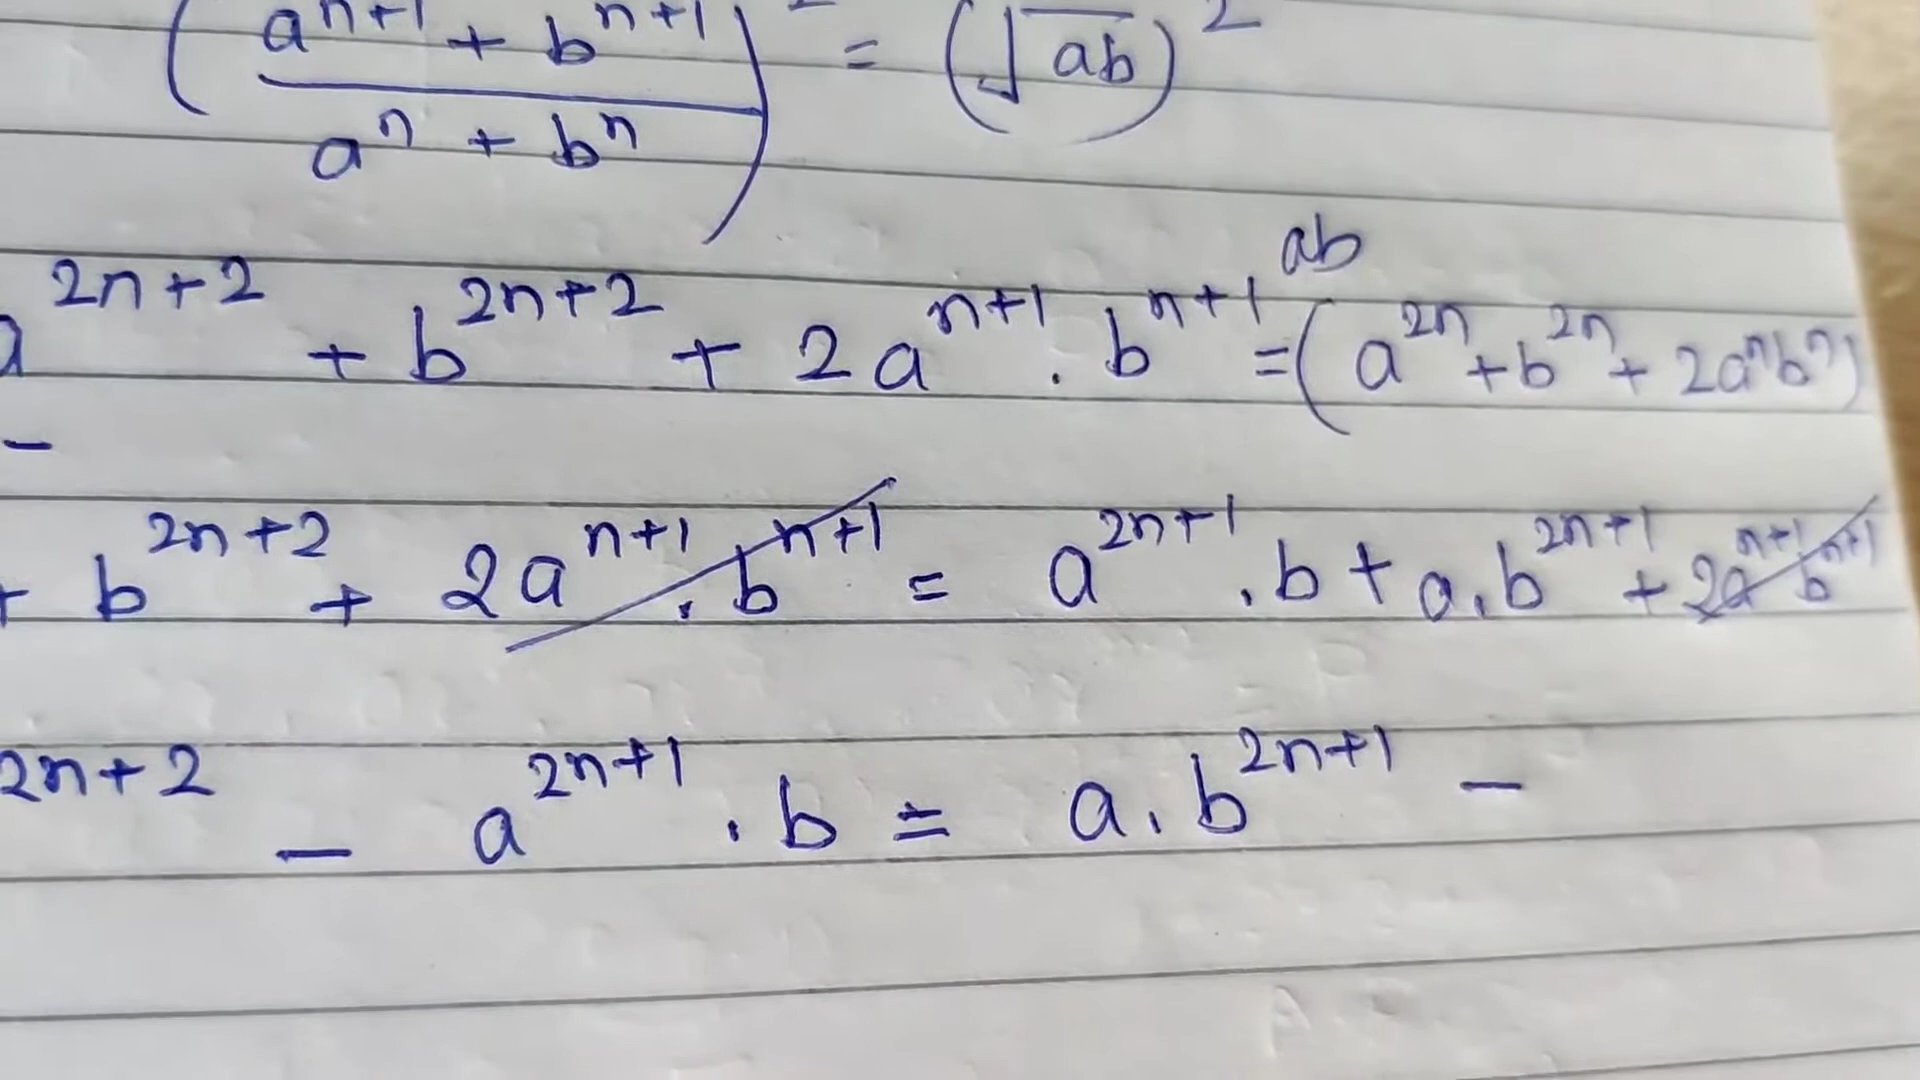 (a^{n+1} + b^{n+1} / a^n + b^n)^2 = (√ab)^2
a^{2n+2} + b^{2n+2} + 2a^{n+1} . b^{n+1} = ab (a^{2n} + b^{2n} + 2a^n b^n)
+ b^{2n+2} + 2a^{n+1} . b^{n+1} = a^{2n+1} . b + a . b^{2n+1} + 2a^{n+1} b^{n+1}
2n+2 - a^{2n+1} . b = a . b^{2n+1} -